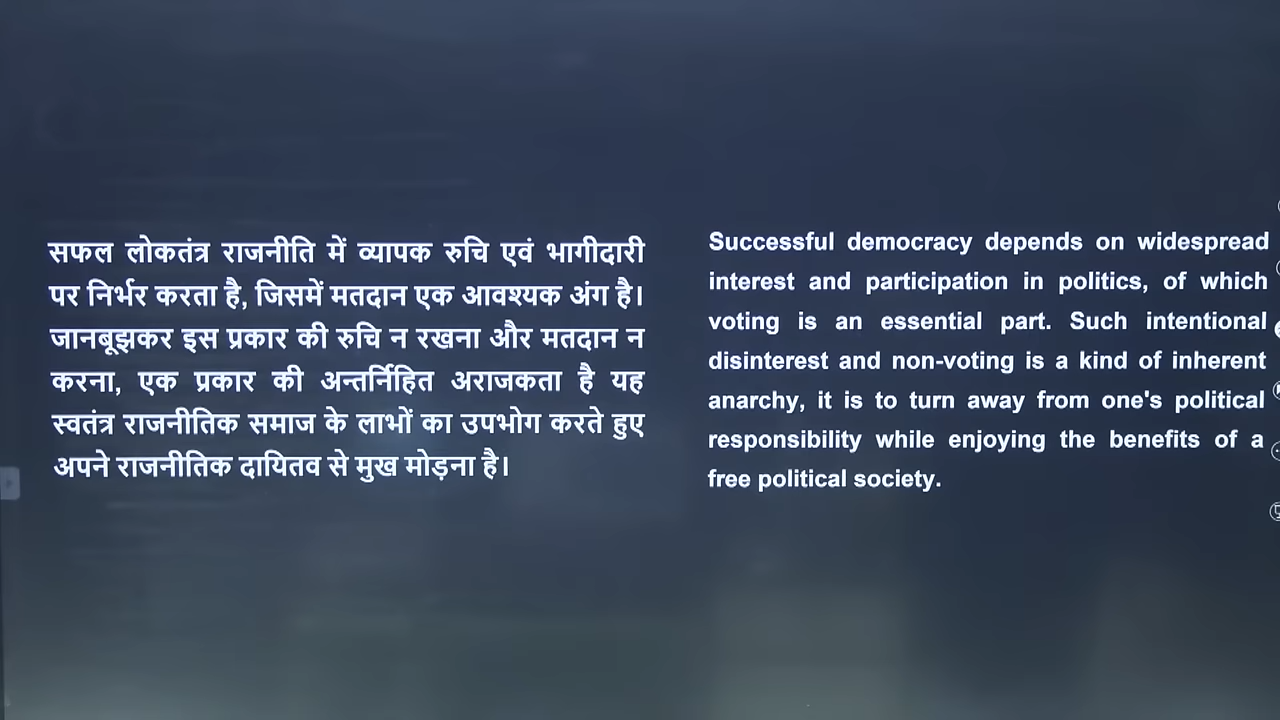 सफल लोकतंत्र राजनीति में व्यापक रुचि एवं भागीदारी
पर निर्भर करता है, जिसमें मतदान एक आवश्यक अंग है।
जानबूझकर इस प्रकार की रुचि न रखना और मतदान न
करना, एक प्रकार की अन्तर्निहित अराजकता है यह
स्वतंत्र राजनीतिक समाज के लाभों का उपभोग करते हुए
अपने राजनीतिक दायितव से मुख मोड़ना है।
Successful democracy depends on widespread
interest and participation in politics, of which
voting is an essential part. Such intentional
disinterest and non-voting is a kind of inherent
anarchy, it is to turn away from one's political
responsibility while enjoying the benefits of a
free political society.